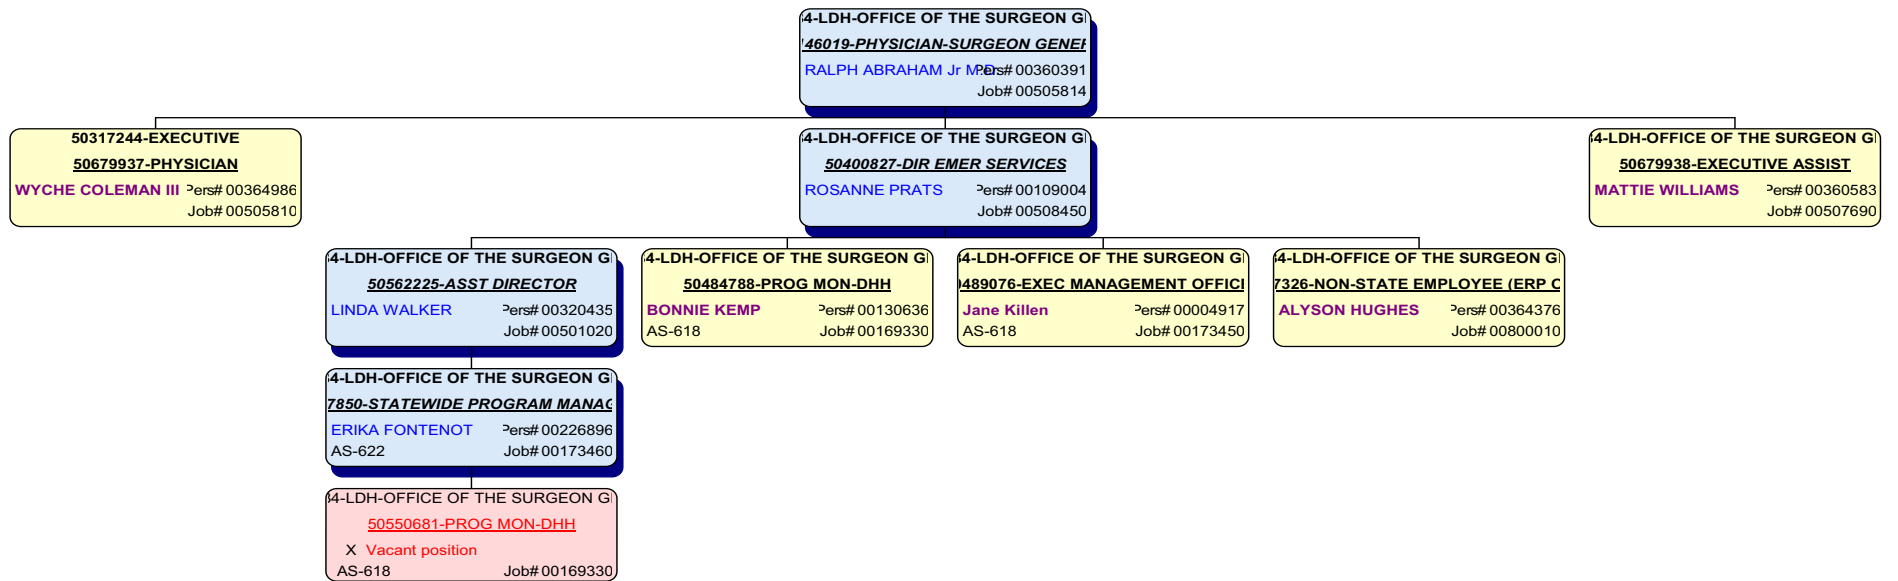 4-LDH-OFFICE OF THE SURGEON G
46019-PHYSICIAN-SURGEON GENE
RALPH ABRAHAM Jr M.D. Pers# 00360391
Job# 00505814
50317244-EXECUTIVE
50679937-PHYSICIAN
WYCHE COLEMAN III Pers# 00364986
Job# 00505810
4-LDH-OFFICE OF THE SURGEON G
50400827-DIR EMER SERVICES
ROSANNE PRATS Pers# 00109004
Job# 00508450
4-LDH-OFFICE OF THE SURGEON G
50679938-EXECUTIVE ASSIST
MATTIE WILLIAMS Pers# 00360583
Job# 00507690
4-LDH-OFFICE OF THE SURGEON G
50562225-ASST DIRECTOR
LINDA WALKER Pers# 00320435
Job# 00501020
4-LDH-OFFICE OF THE SURGEON G
50484788-PROG MON-DHH
BONNIE KEMP Pers# 00130636
AS-618 Job# 00169330
4-LDH-OFFICE OF THE SURGEON G
489076-EXEC MANAGEMENT OFFIC
Jane Killen Pers# 00004917
AS-618 Job# 00173450
4-LDH-OFFICE OF THE SURGEON G
7326-NON-STATE EMPLOYEE (ERP
ALYSON HUGHES Pers# 00364376
Job# 00800010
4-LDH-OFFICE OF THE SURGEON G
7850-STATEWIDE PROGRAM MANAG
ERIKA FONTENOT Pers# 00226896
AS-622 Job# 00173460
4-LDH-OFFICE OF THE SURGEON G
50550681-PROG MON-DHH
X Vacant position
AS-618 Job# 00169330